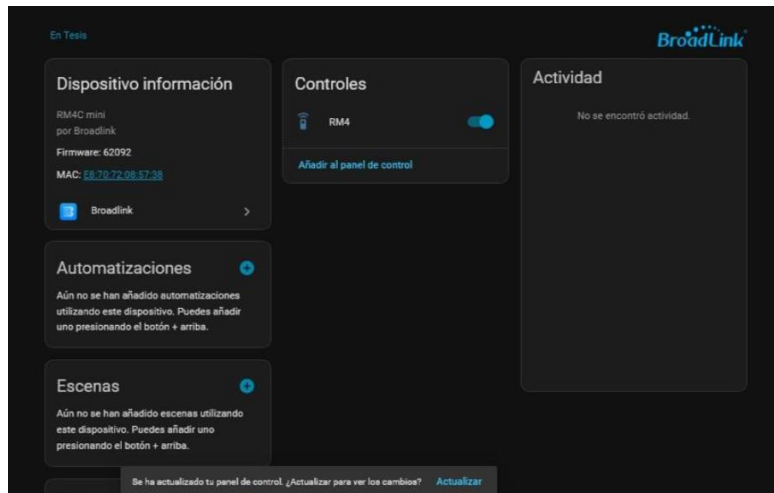 En Tesis
BroadLink
Dispositivo información
RM4C mini
por Broadlink
Firmware: 62092
MAC: E8:70:72:08:57:38
Broadlink
Automatizaciones
Aún no se han añadido automatizaciones
utilizando este dispositivo. Puedes añadir
uno presionando el botón + arriba.
Escenas
Aún no se han añadido escenas utilizando
este dispositivo. Puedes añadir uno
presionando el botón + arriba.
Controles
RM4
Añadir al panel de control
Actividad
No se encontró actividad.
Se ha actualizado tu panel de control. ¿Actualizar para ver los cambios? Actualizar